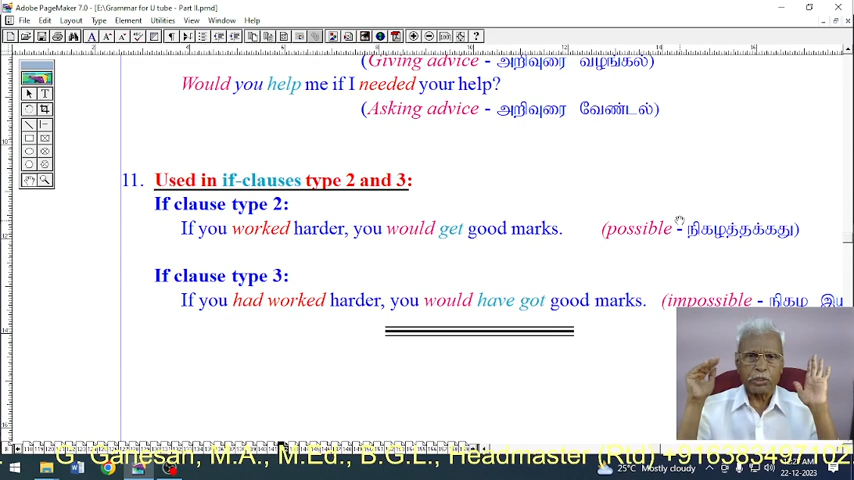 Adobe PageMaker 7.0 - [E:\Grammar for U tube - Part II.pmd]
File Edit Layout Type Element Utilities View Window Help
(Giving advice - அறிவுரை வழங்கல்)
Would you help me if I needed your help?
(Asking advice - அறிவுரை வேண்டல்)
11. Used in if-clauses type 2 and 3:
If clause type 2:
If you worked harder, you would get good marks. (possible - நிகழத்தக்கது)
If clause type 3:
If you had worked harder, you would have got good marks. (impossible - நிகழ
G. Ganesan, M.A., M.Ed., B.G.L., Headmaster (Rtd) +916383497102
25°C Mostly cloudy
22-12-2023